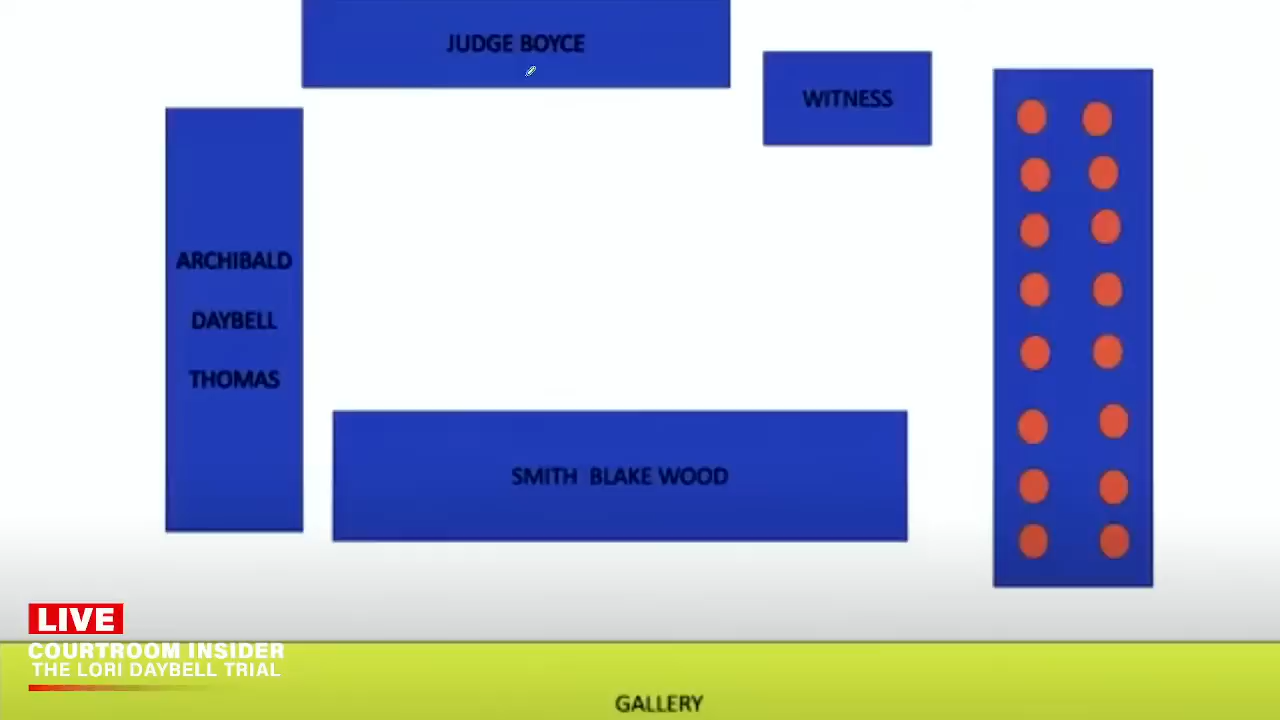 JUDGE BOYCE
WITNESS
ARCHIBALD
DAYBELL
THOMAS
SMITH  BLAKE WOOD
LIVE
COURTROOM INSIDER
THE LORI DAYBELL TRIAL
GALLERY